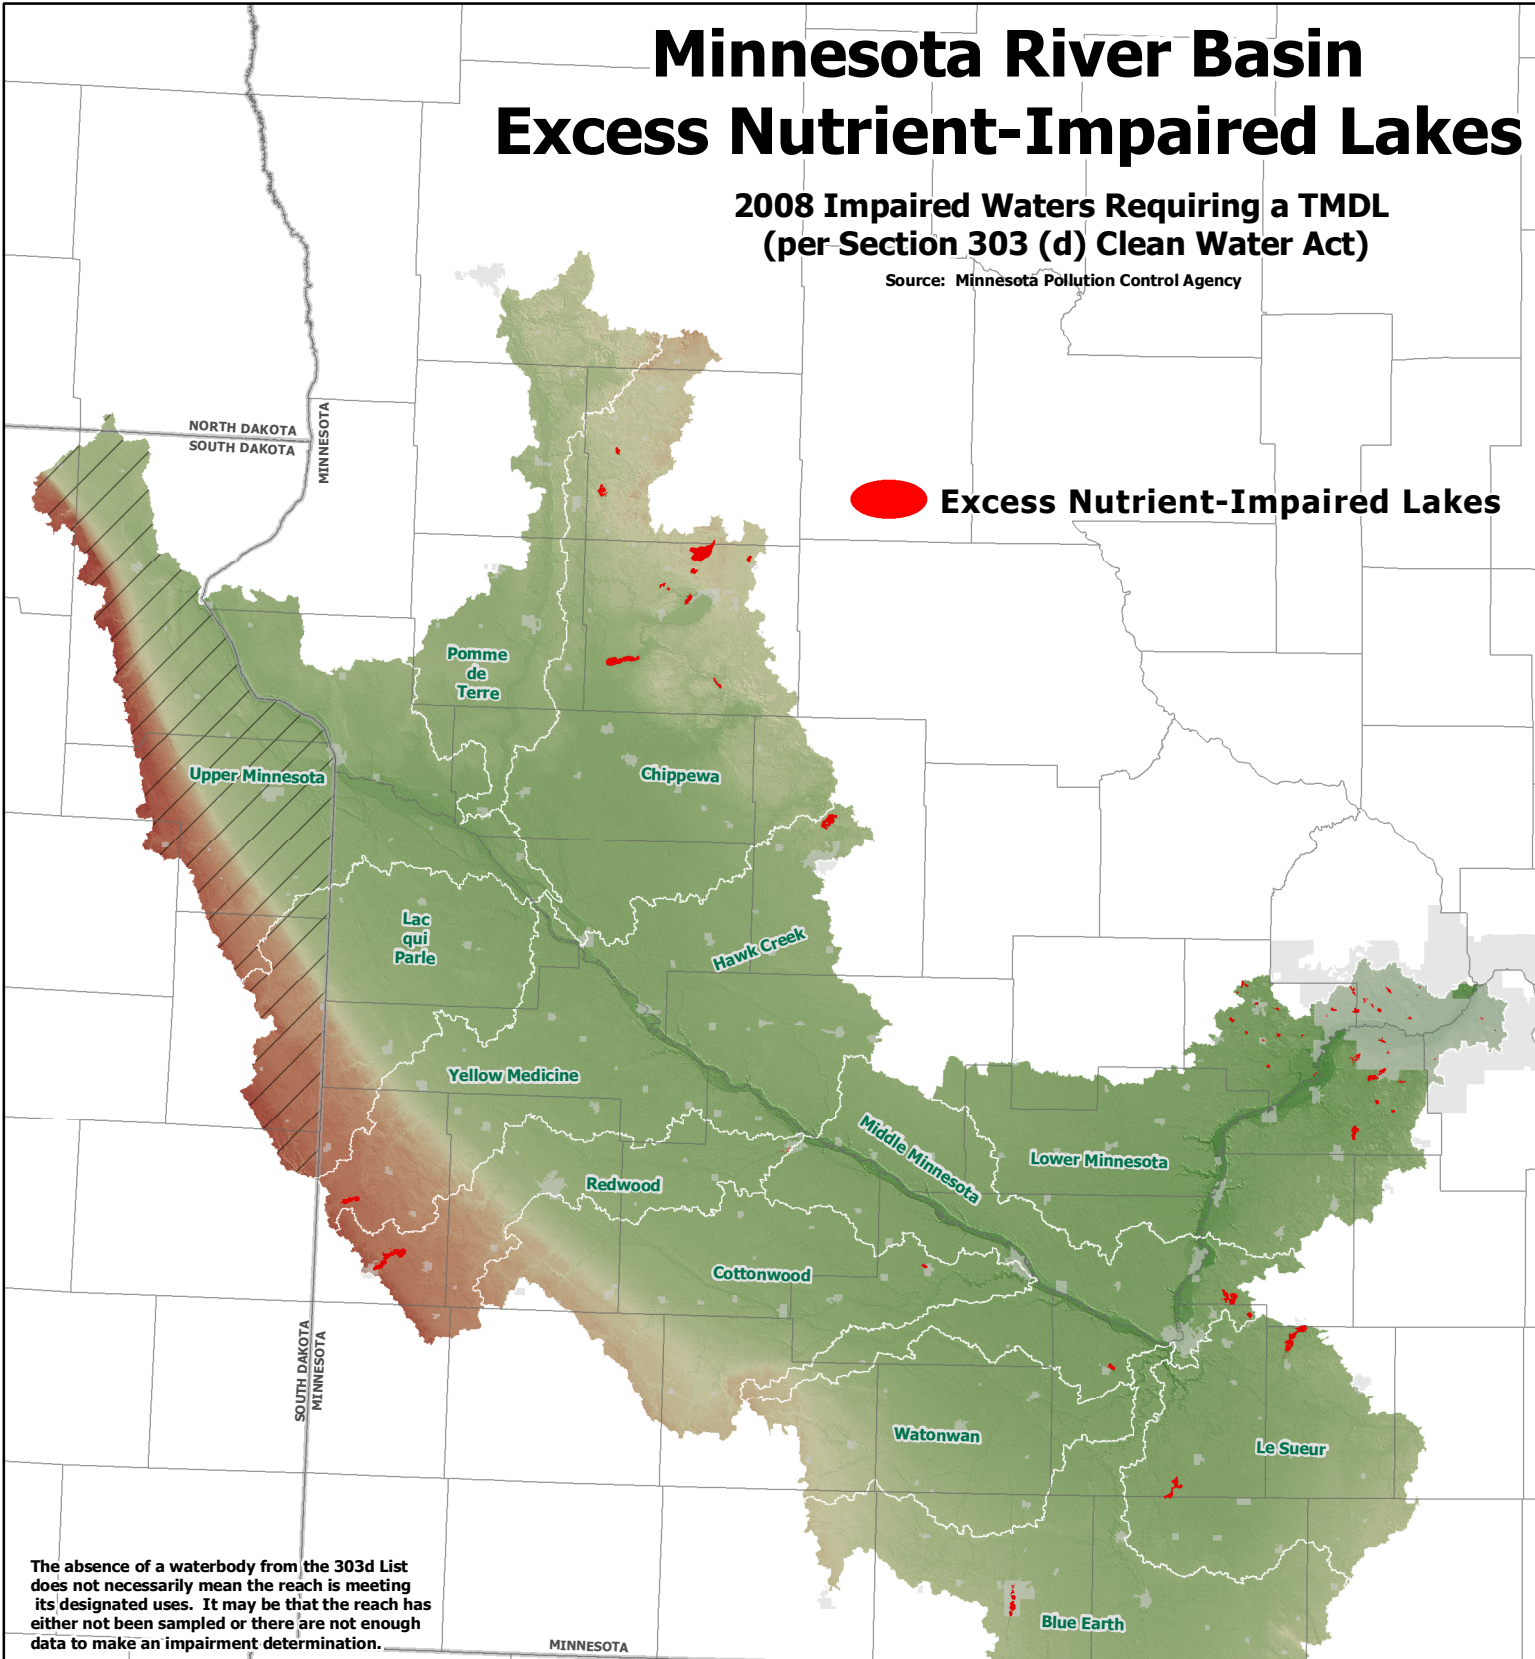 Minnesota River Basin
Excess Nutrient-Impaired Lakes
2008 Impaired Waters Requiring a TMDL
(per Section 303 (d) Clean Water Act)
Source: Minnesota Pollution Control Agency
NORTH DAKOTA
SOUTH DAKOTA
MINNESOTA
Excess Nutrient-Impaired Lakes
Pomme
de
Terre
Upper Minnesota
Chippewa
Lac
qui
Parle
Hawk Creek
Yellow Medicine
Middle Minnesota
Lower Minnesota
Redwood
Cottonwood
SOUTH DAKOTA
MINNESOTA
Watonwan
Le Sueur
The absence of a waterbody from the 303d List
does not necessarily mean the reach is meeting
its designated uses. It may be that the reach has
either not been sampled or there are not enough
data to make an impairment determination.
Blue Earth
MINNESOTA